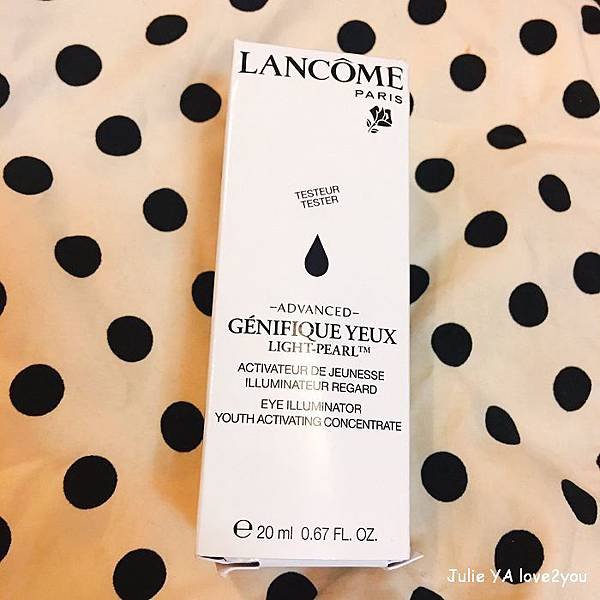 LANCÔME
PARIS
TESTEUR
TESTER
–ADVANCED–
GÉNIFIQUE YEUX
LIGHT-PEARL™
ACTIVATEUR DE JEUNESSE
ILLUMINATEUR REGARD
EYE ILLUMINATOR
YOUTH ACTIVATING CONCENTRATE
℮ 20 ml 0.67 FL. OZ.
Julie YA love2you